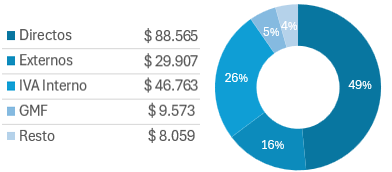 Directos $ 88.565
Externos $ 29.907
IVA Interno $ 46.763
GMF $ 9.573
Resto $ 8.059
49%
16%
26%
5%
4%